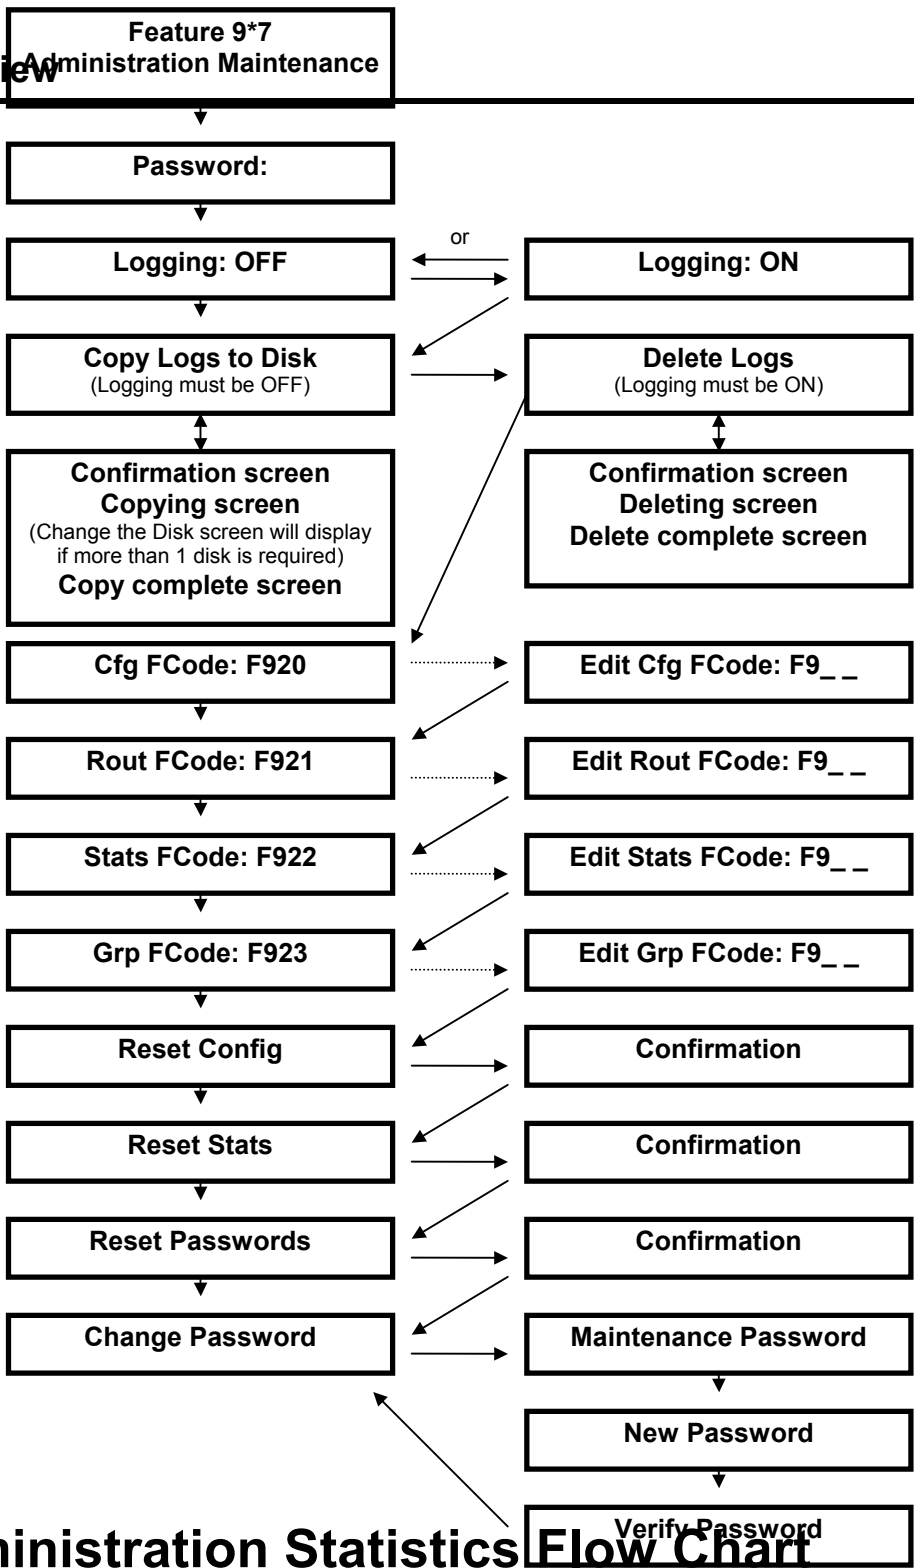 Feature 9*7
Administration Maintenance
iew
Password:
Logging: OFF
or
Logging: ON
Copy Logs to Disk
(Logging must be OFF)
Delete Logs
(Logging must be ON)
Confirmation screen
Copying screen
(Change the Disk screen will display
if more than 1 disk is required)
Copy complete screen
Confirmation screen
Deleting screen
Delete complete screen
Cfg FCode: F920
Edit Cfg FCode: F9_ _
Rout FCode: F921
Edit Rout FCode: F9_ _
Stats FCode: F922
Edit Stats FCode: F9_ _
Grp FCode: F923
Edit Grp FCode: F9_ _
Reset Config
Confirmation
Reset Stats
Confirmation
Reset Passwords
Confirmation
Change Password
Maintenance Password
New Password
Verify Password
ministration Statistics Flow Chart